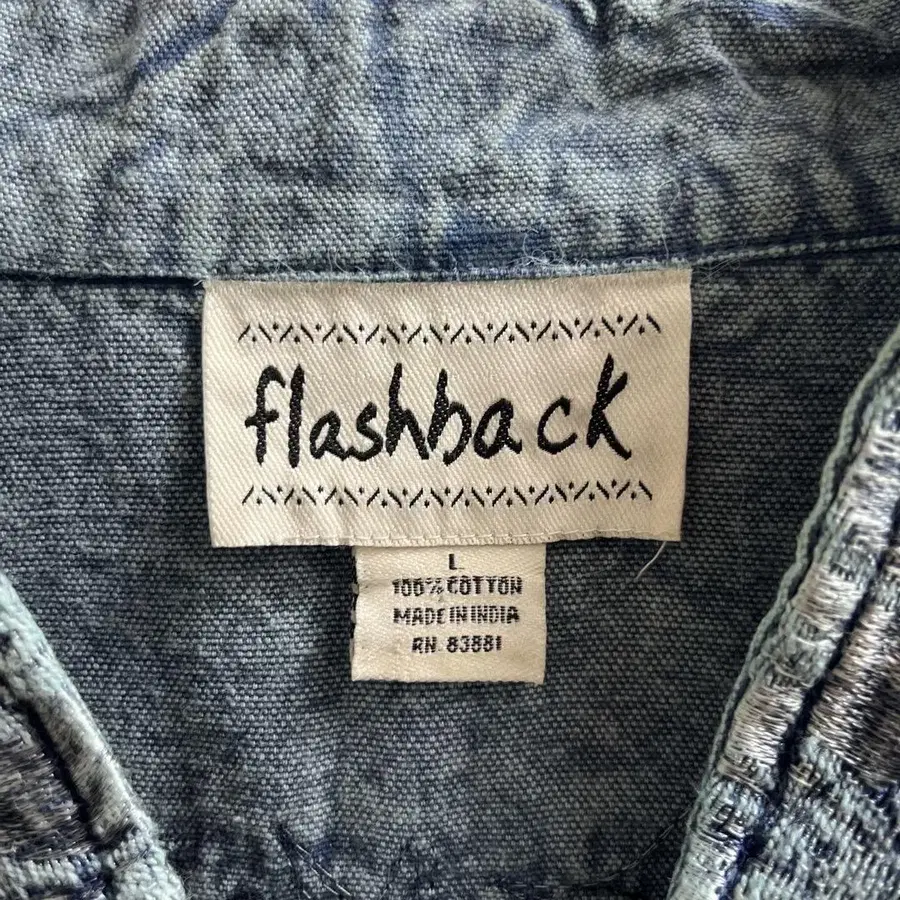 flashback
L
100% COTTON
MADE IN INDIA
RN 83881